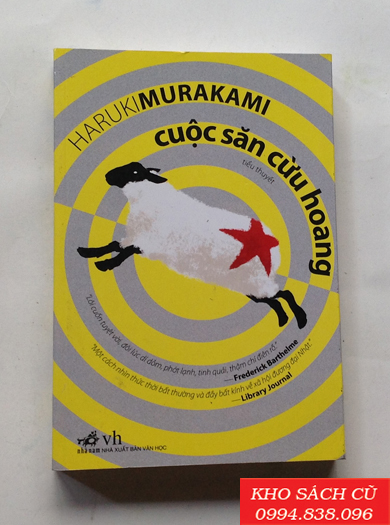 HARUKIMURAKAMI
cuộc săn cừu hoang
tiểu thuyết
"Lôi cuốn tuyệt vời, đôi lúc dí dỏm, phớt lạnh, tinh quái, thậm chí điên rồ."
— Frederick Barthelme
"Một cách nhìn thức thời bất thường và đầy bất kính về xã hội đương đại Nhật."
— Library Journal
nhã nam
vh
NHÀ XUẤT BẢN VĂN HỌC
KHO SÁCH CŨ
0994.838.096